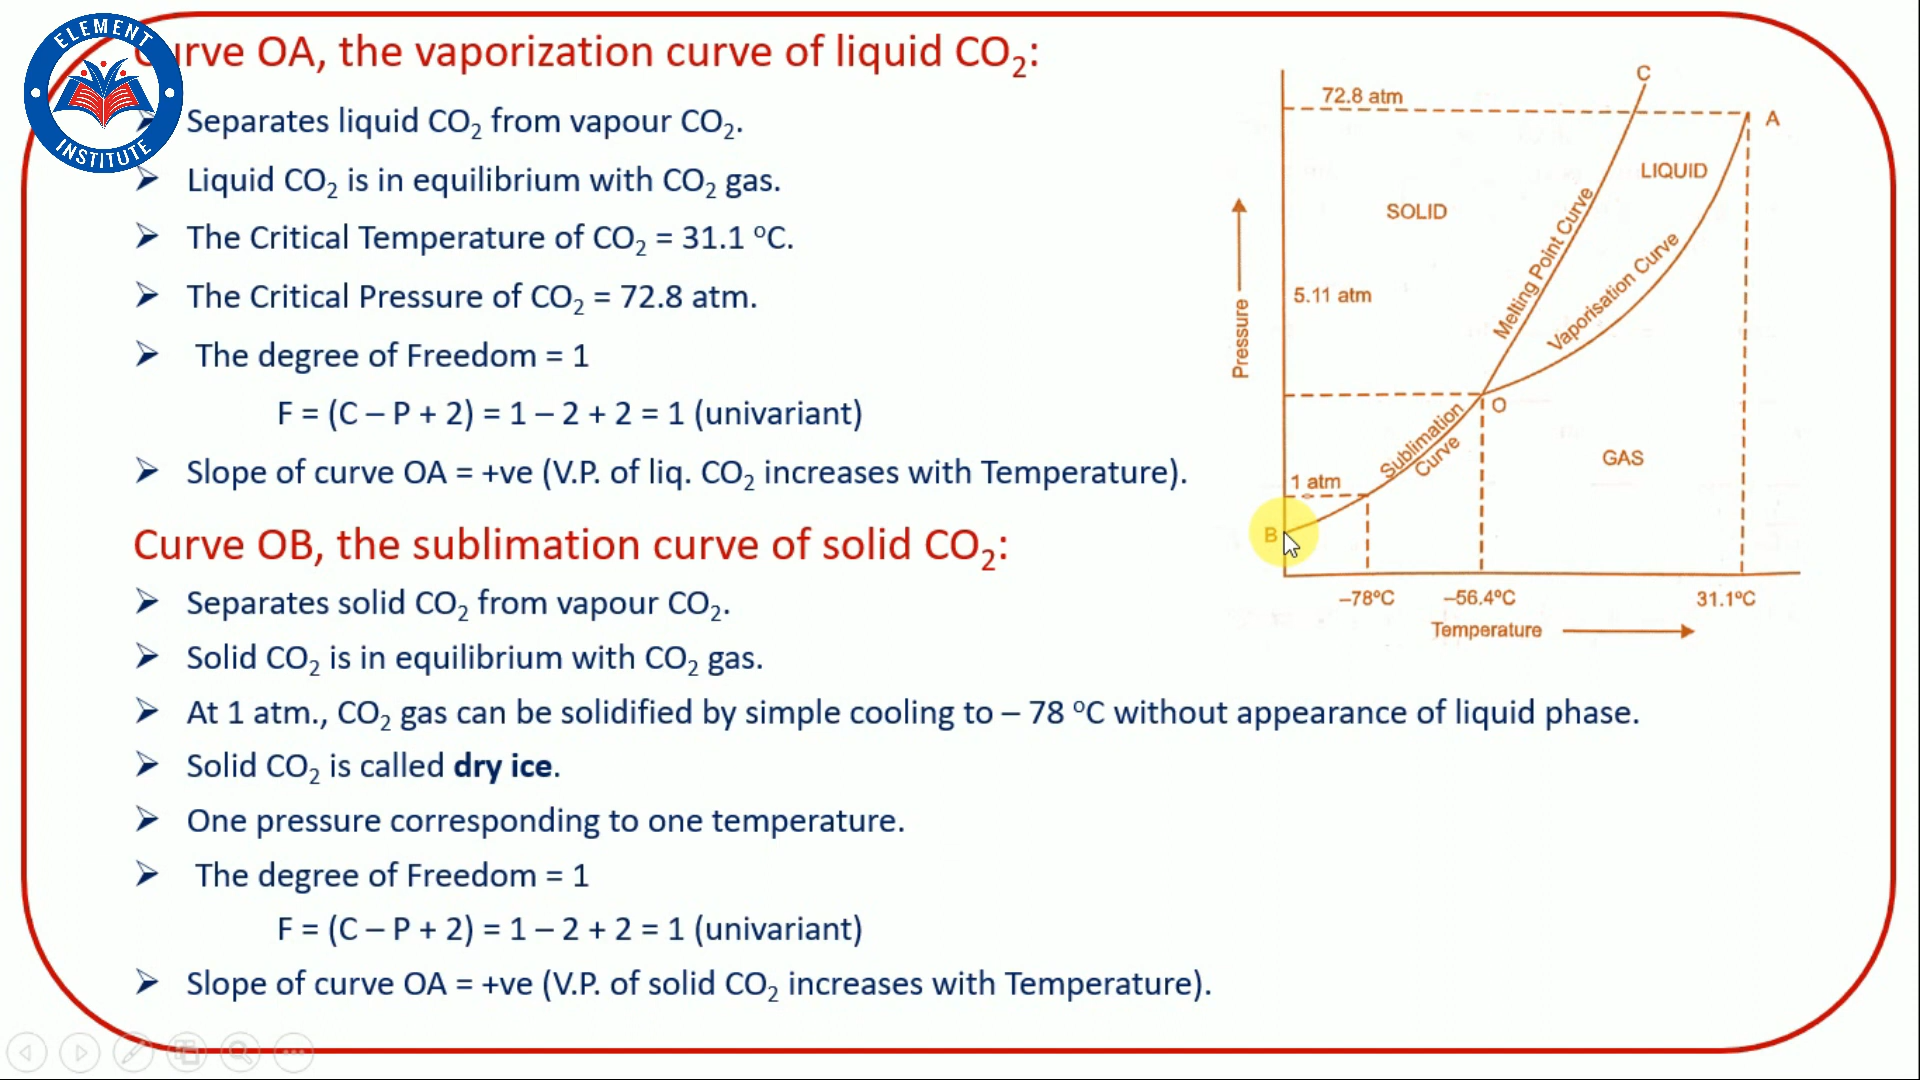 ELEMENT
INSTITUTE
urve OA, the vaporization curve of liquid CO₂:
➢ Separates liquid CO₂ from vapour CO₂.
➢ Liquid CO₂ is in equilibrium with CO₂ gas.
➢ The Critical Temperature of CO₂ = 31.1 ᵒC.
➢ The Critical Pressure of CO₂ = 72.8 atm.
➢ The degree of Freedom = 1
F = (C – P + 2) = 1 – 2 + 2 = 1 (univariant)
➢ Slope of curve OA = +ve (V.P. of liq. CO₂ increases with Temperature).
Curve OB, the sublimation curve of solid CO₂:
➢ Separates solid CO₂ from vapour CO₂.
➢ Solid CO₂ is in equilibrium with CO₂ gas.
➢ At 1 atm., CO₂ gas can be solidified by simple cooling to – 78 ᵒC without appearance of liquid phase.
➢ Solid CO₂ is called dry ice.
➢ One pressure corresponding to one temperature.
➢ The degree of Freedom = 1
F = (C – P + 2) = 1 – 2 + 2 = 1 (univariant)
➢ Slope of curve OA = +ve (V.P. of solid CO₂ increases with Temperature).
C
72.8 atm
A
LIQUID
SOLID
Melting Point Curve
Vaporisation Curve
5.11 atm
Pressure
O
Sublimation
Curve
GAS
1 atm
B
–78ºC
–56.4ºC
31.1ºC
Temperature